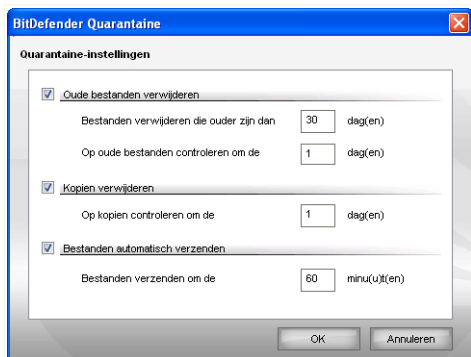 BitDefender Quarantaine
Quarantaine-instellingen
Oude bestanden verwijderen
Bestanden verwijderen die ouder zijn dan 30 dag(en)
Op oude bestanden controleren om de 1 dag(en)
Kopien verwijderen
Op kopien controleren om de 1 dag(en)
Bestanden automatisch verzenden
Bestanden verzenden om de 60 minu(u)t(en)
OK Annuleren